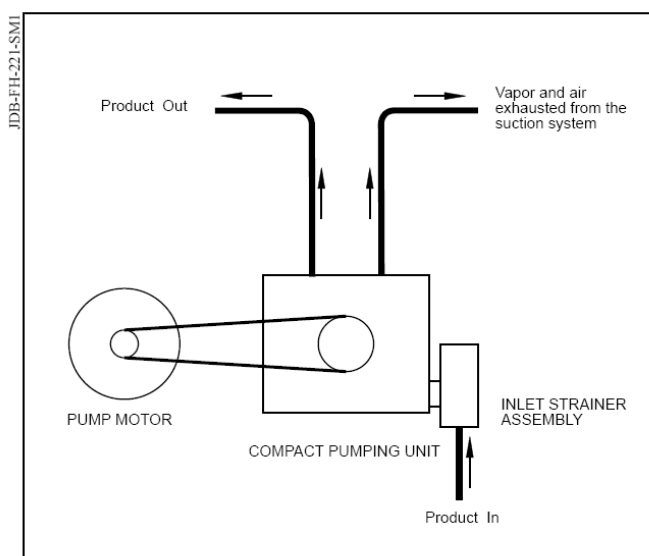 JDB-FH-221-SM1
Product Out
Vapor and air
exhausted from the
suction system
PUMP MOTOR
INLET STRAINER
ASSEMBLY
COMPACT PUMPING UNIT
Product In